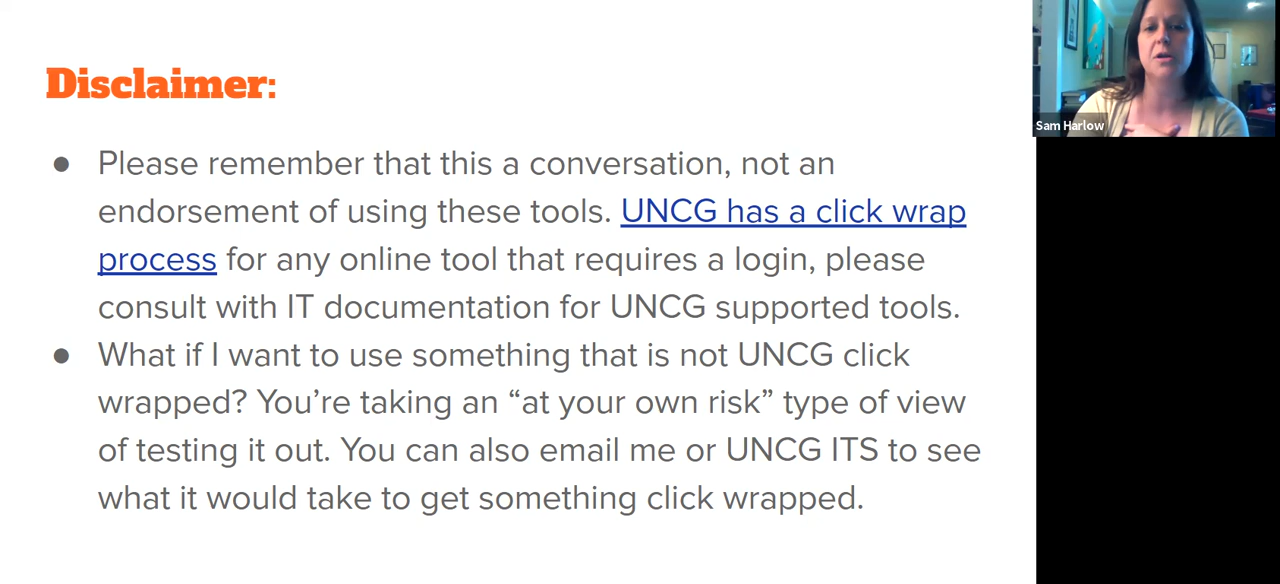 Disclaimer:
Please remember that this a conversation, not an
endorsement of using these tools. UNCG has a click wrap
process for any online tool that requires a login, please
consult with IT documentation for UNCG supported tools.
What if I want to use something that is not UNCG click
wrapped? You’re taking an “at your own risk” type of view
of testing it out. You can also email me or UNCG ITS to see
what it would take to get something click wrapped.
Sam Harlow